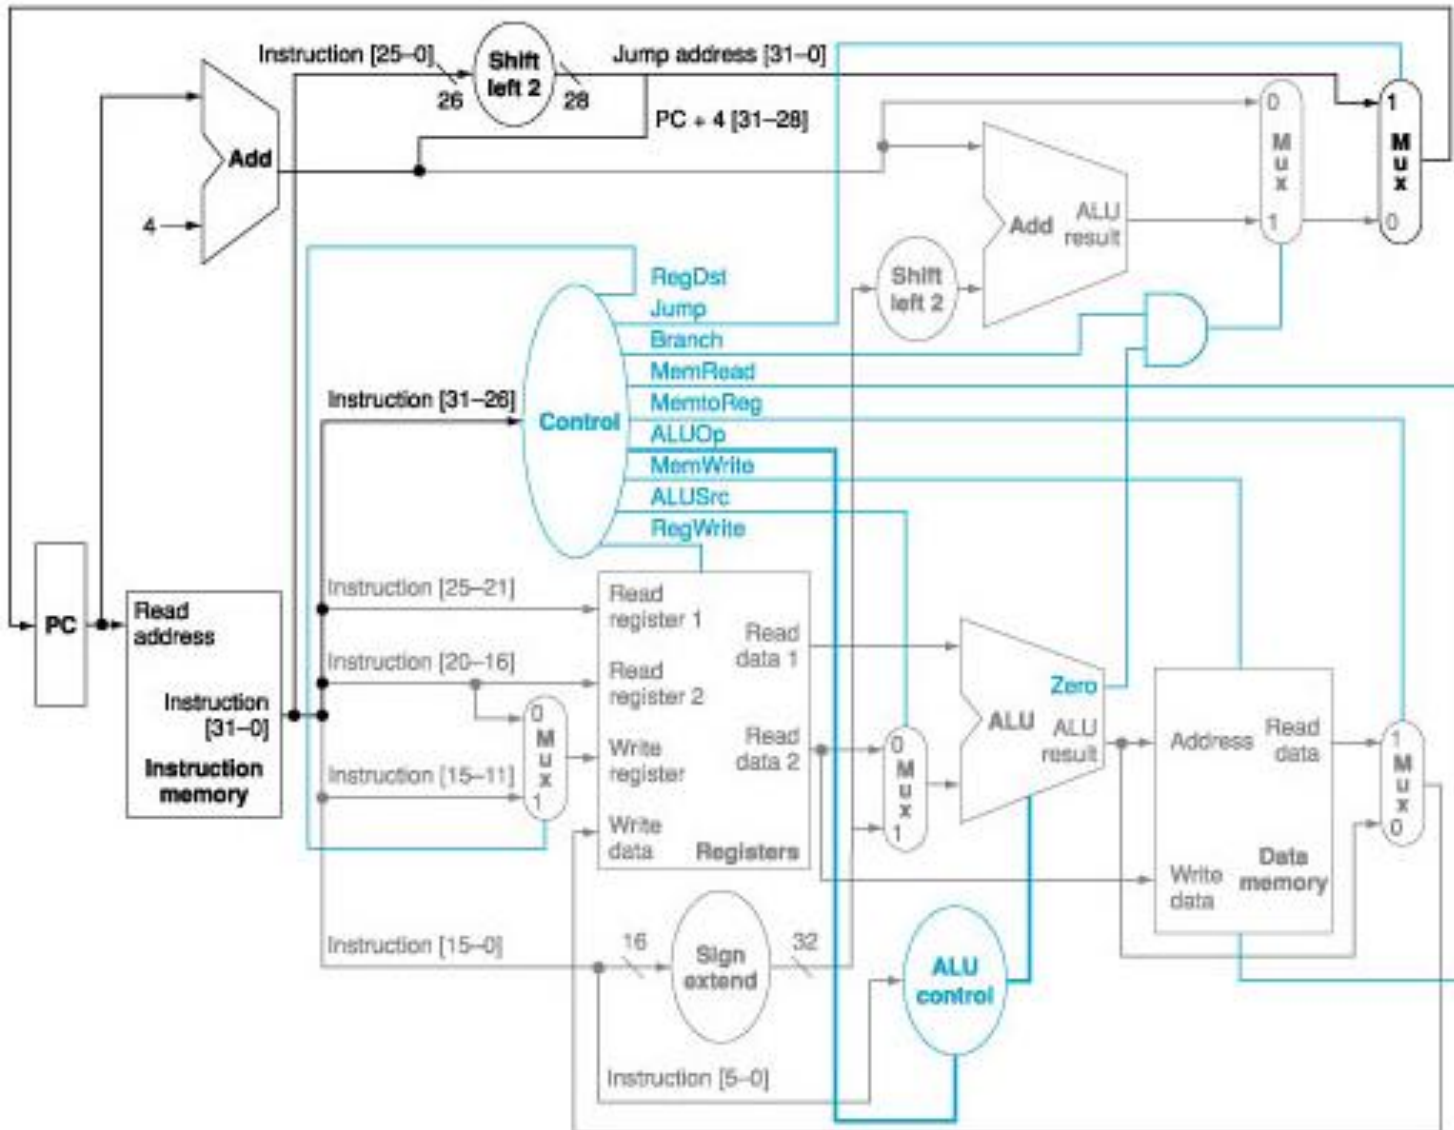 Instruction [25–0]
Shift
left 2
Jump address [31–0]
26
28
PC + 4 [31–28]
Add
4
0
M
u
x
1
1
M
u
x
0
Add
ALU
result
Shift
left 2
RegDst
Jump
Branch
MemRead
MemtoReg
ALUOp
MemWrite
ALUSrc
RegWrite
Instruction [31–26]
Control
PC
Read
address
Instruction
[31–0]
Instruction
memory
Instruction [25–21]
Instruction [20–16]
Instruction [15–11]
0
M
u
x
1
Read
register 1
Read
register 2
Write
register
Write
data
Read
data 1
Read
data 2
Registers
0
M
u
x
1
Zero
ALU
ALU
result
Address
Read
data
Write
data
Data
memory
1
M
u
x
0
Instruction [15–0]
16
Sign
extend
32
ALU
control
Instruction [5–0]